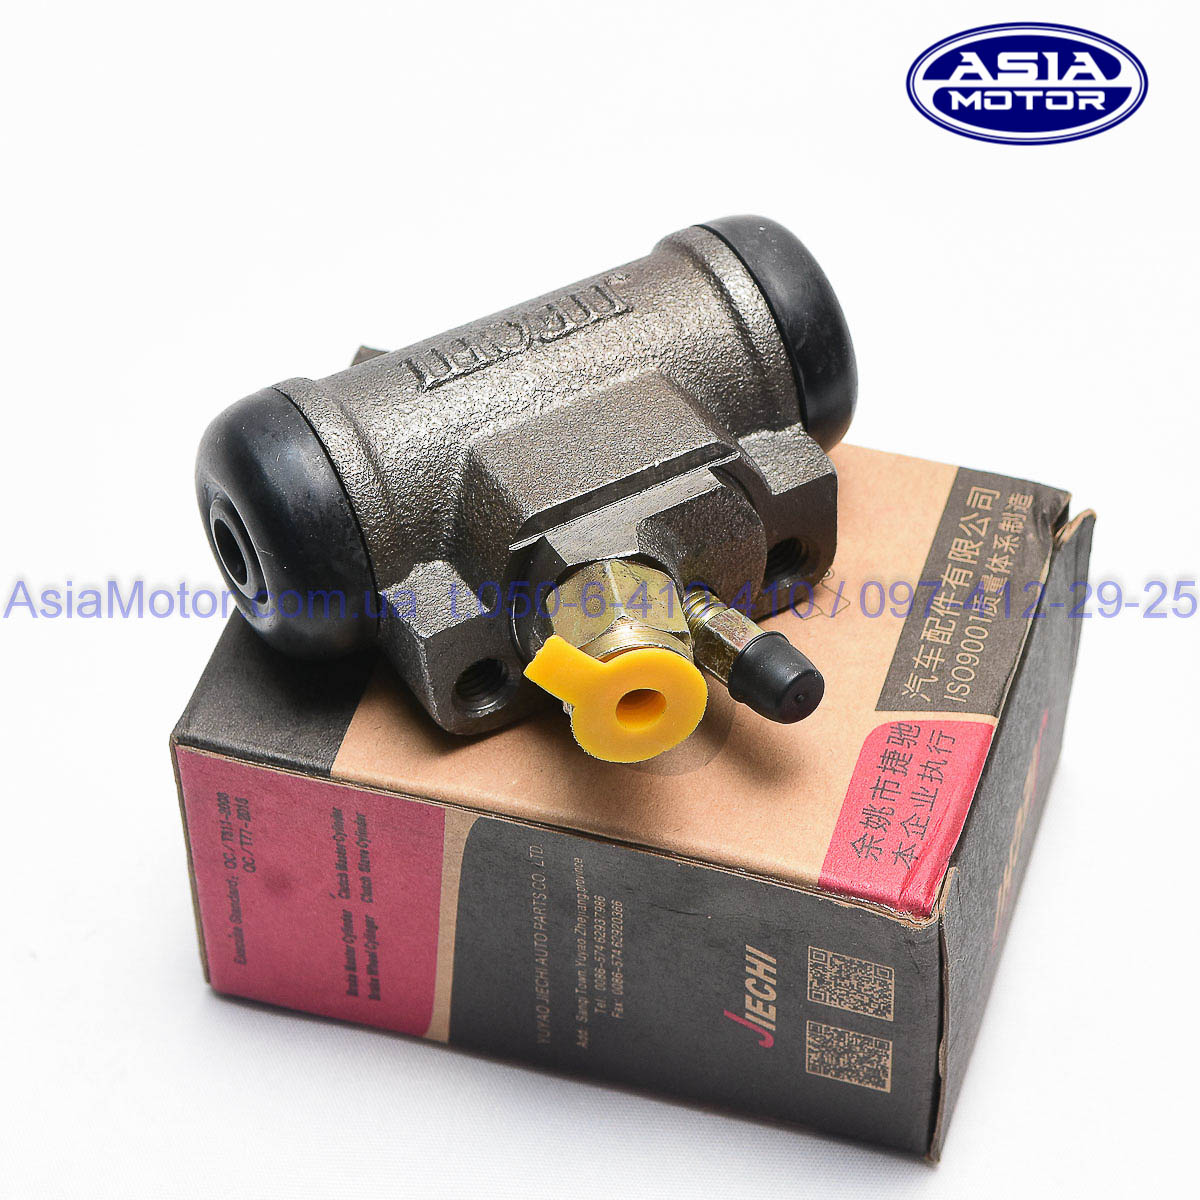 ASIA
MOTOR
JIECHI
AsiaMotor.com.ua t.050-6-410-410 / 097-412-29-25
汽车配件有限公司
ISO9001质量体系制造
余姚市捷驰
本企业执行
Execute Standard: QC/T311-2008
QC/T77-2016
Brake Master Cylinder Clutch Master Cylinder
Brake Wheel Cylinger Clutch Slave Cylinder
YUYAO JIECHI AUTO PARTS CO., LTD.
Add: Sanqi Town,Yuyao,Zhejiang,province
Tel: 0086-574 62937986
Fax: 0086-574 62920366
JIECHI